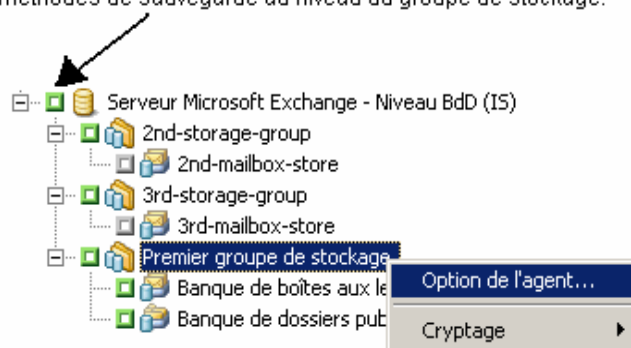 méthodes de sauvegarde au niveau du groupe de stockage.
Serveur Microsoft Exchange - Niveau BdD (IS)
2nd-storage-group
2nd-mailbox-store
3rd-storage-group
3rd-mailbox-store
Premier groupe de stockage
Banque de boîtes aux le
Banque de dossiers pub
Option de l'agent...
Cryptage